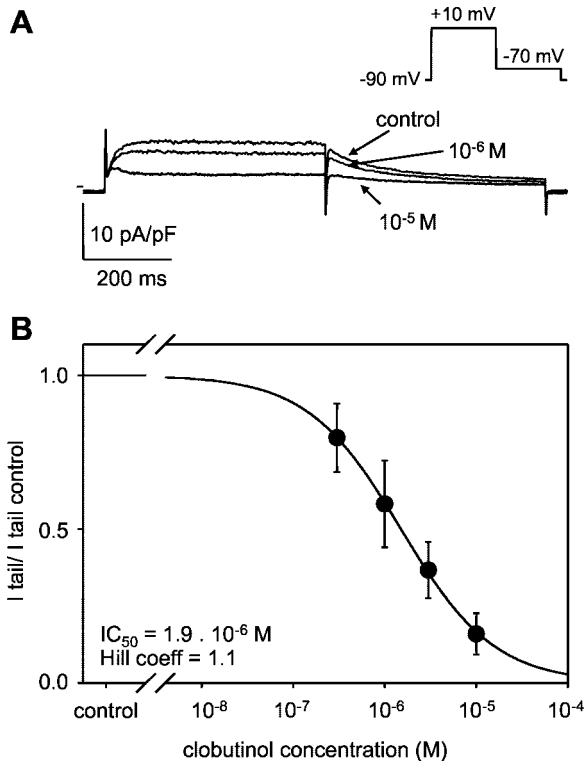 A
+10 mV
-70 mV
-90 mV
control
10-6 M
10-5 M
10 pA/pF
200 ms
B
1.0
0.5
0.0
I tail/ I tail control
IC50 = 1.9 . 10-6 M
Hill coeff = 1.1
control 10-8 10-7 10-6 10-5 10-4
clobutinol concentration (M)